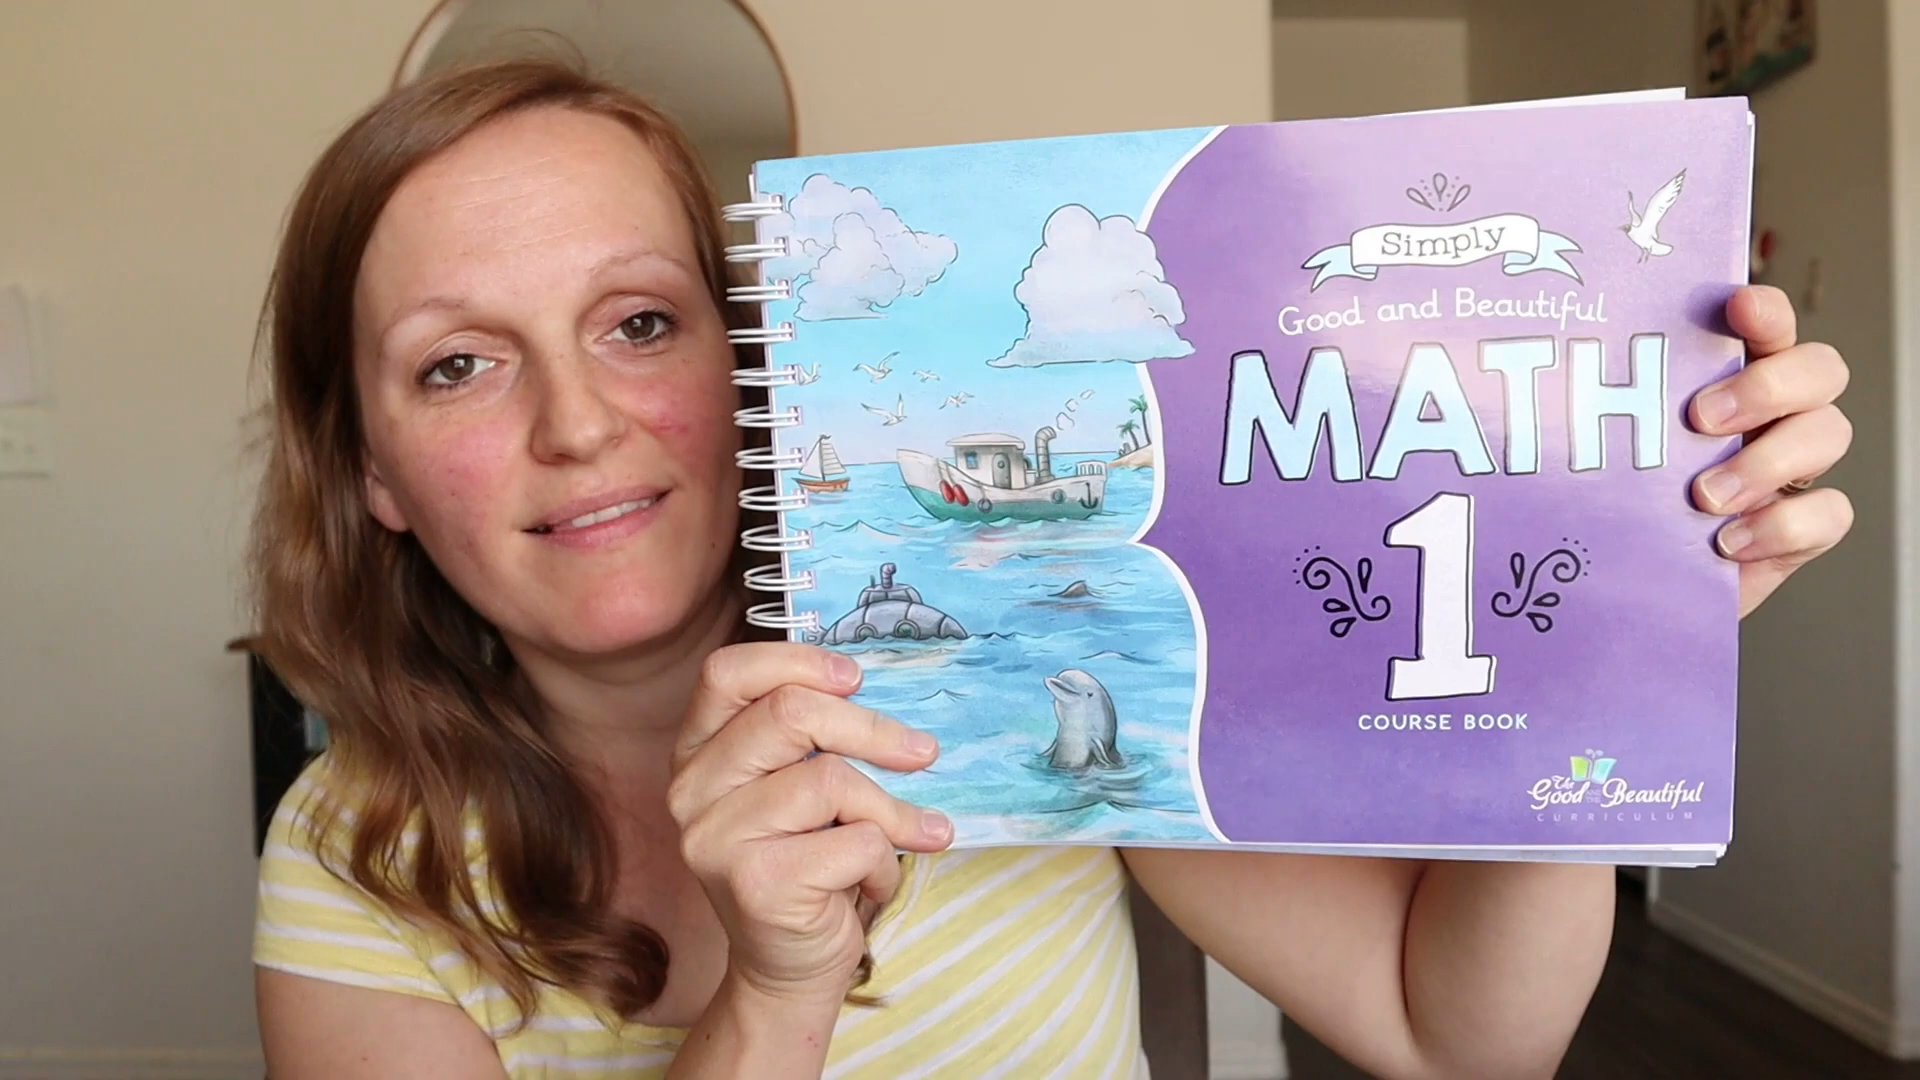 Simply
Good and Beautiful
MATH
1
COURSE BOOK
The
Good AND THE Beautiful
CURRICULUM